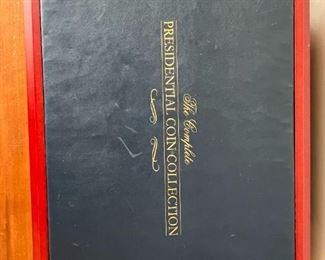 The Complete
PRESIDENTIAL COIN COLLECTION